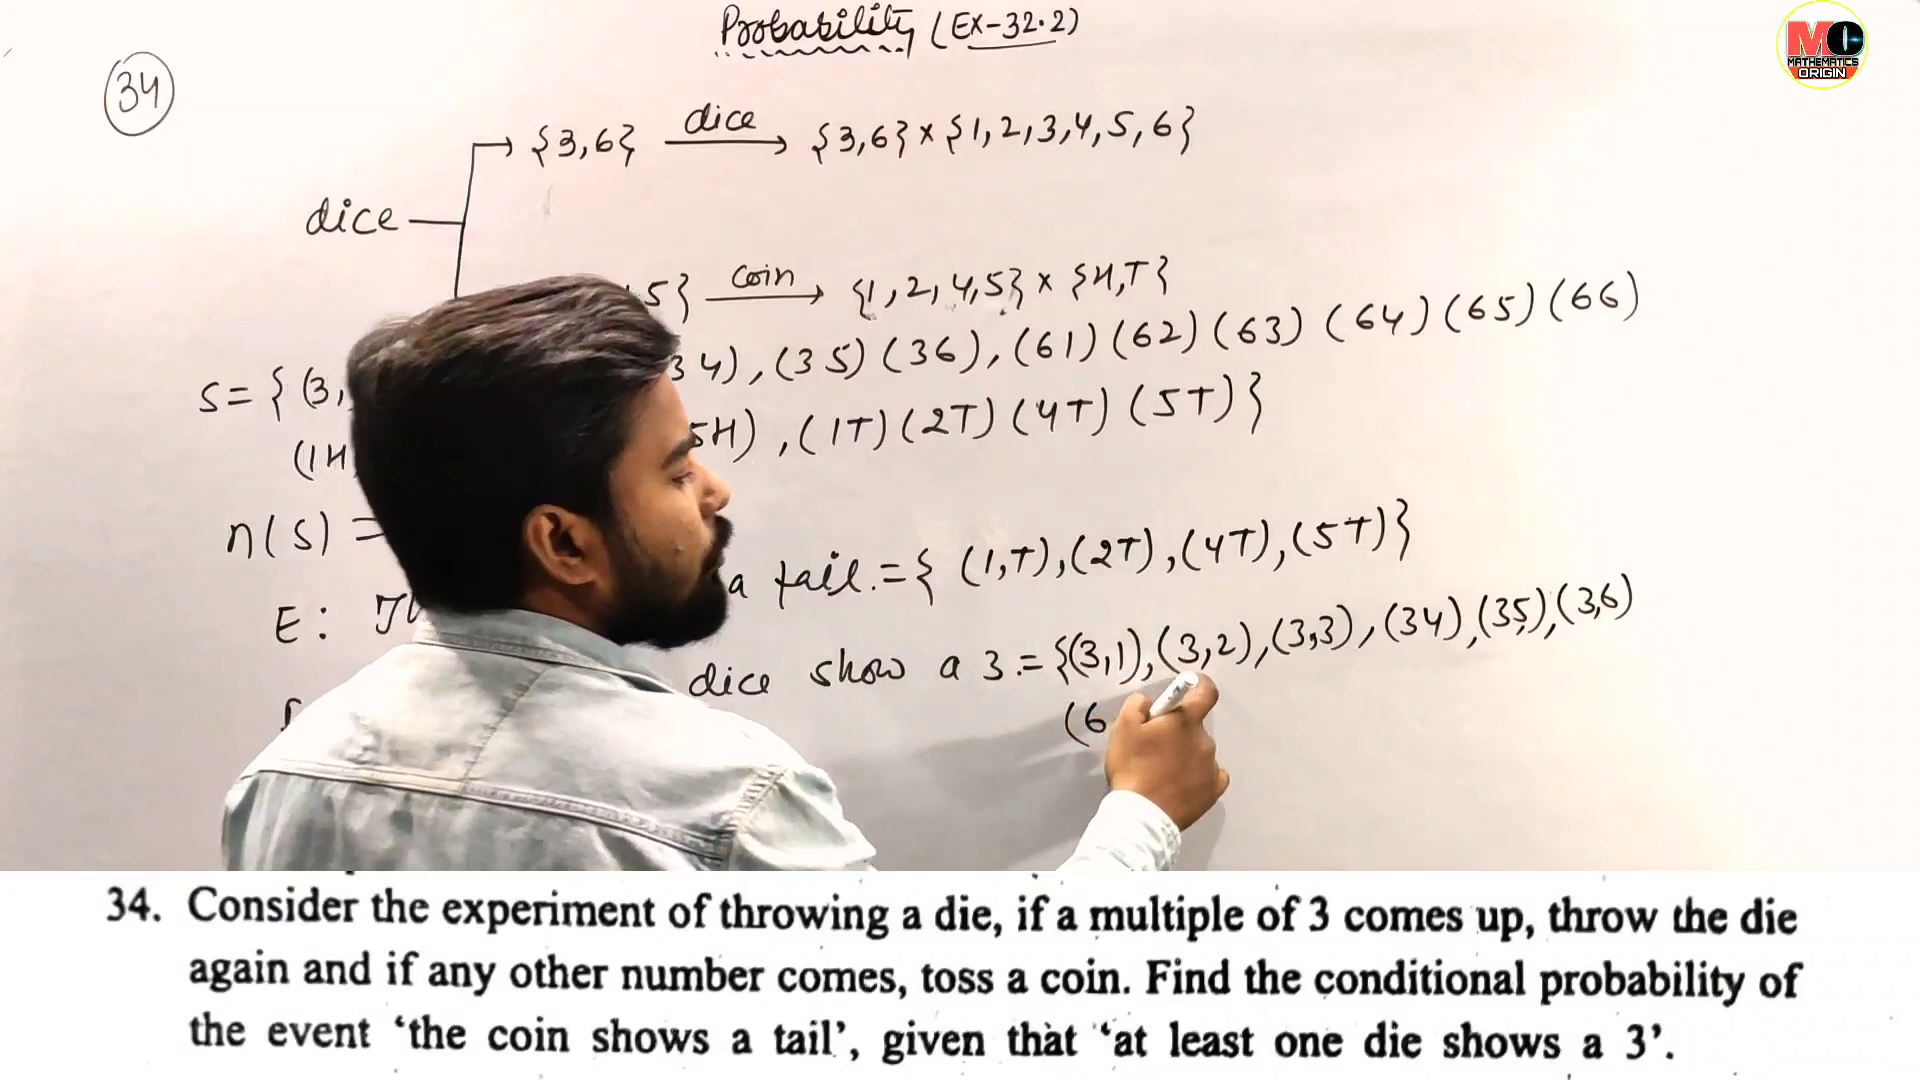 Probability (EX-32.2)
MO
MATHEMATICS
ORIGIN
34
{3,6} dice {3,6} × {1,2,3,4,5,6}
dice
5} coin {1,2,4,5} × {H,T}
S = { (3, 34), (35) (36), (61) (62) (63) (64) (65) (66)
(1H 5H), (1T) (2T) (4T) (5T) }
n(S) =
E: a tail. = { (1,T), (2T), (4T), (5T) }
dice show a 3. = {(3,1), (3,2), (3,3), (34), (35), (3,6)
(6
34. Consider the experiment of throwing a die, if a multiple of 3 comes up, throw the die
again and if any other number comes, toss a coin. Find the conditional probability of
the event ‘the coin shows a tail’, given that ‘at least one die shows a 3’.